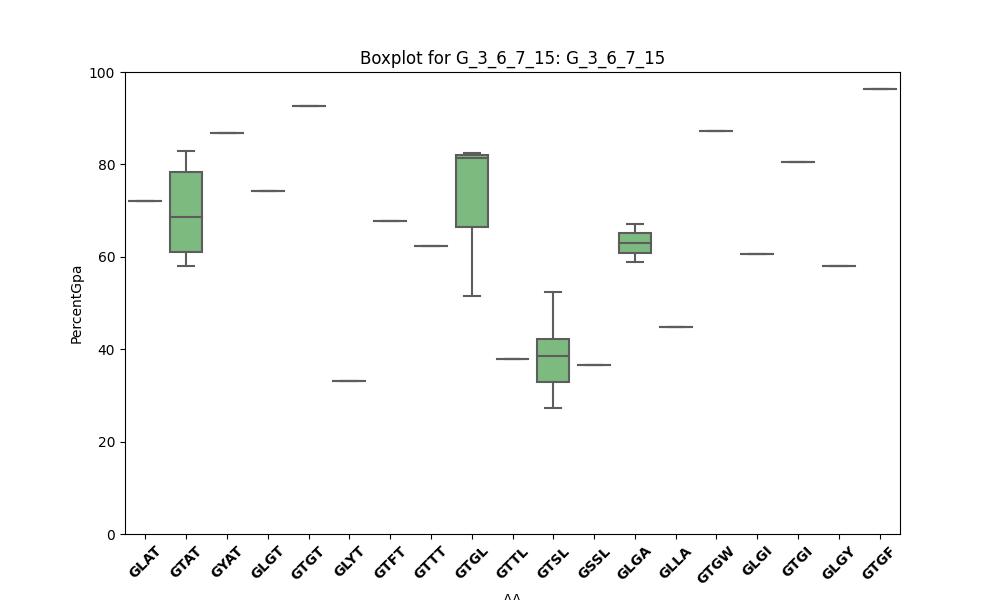 Boxplot for G_3_6_7_15: G_3_6_7_15
100
80
60
40
20
0
PercentGpa
GLAT GTAT GYAT GLGT GTGT GLYT GTFT GTTT GTGL GTTL GTSL GSSL GLGA GLLA GTGW GLGI GTGI GLGY GTGF
AA